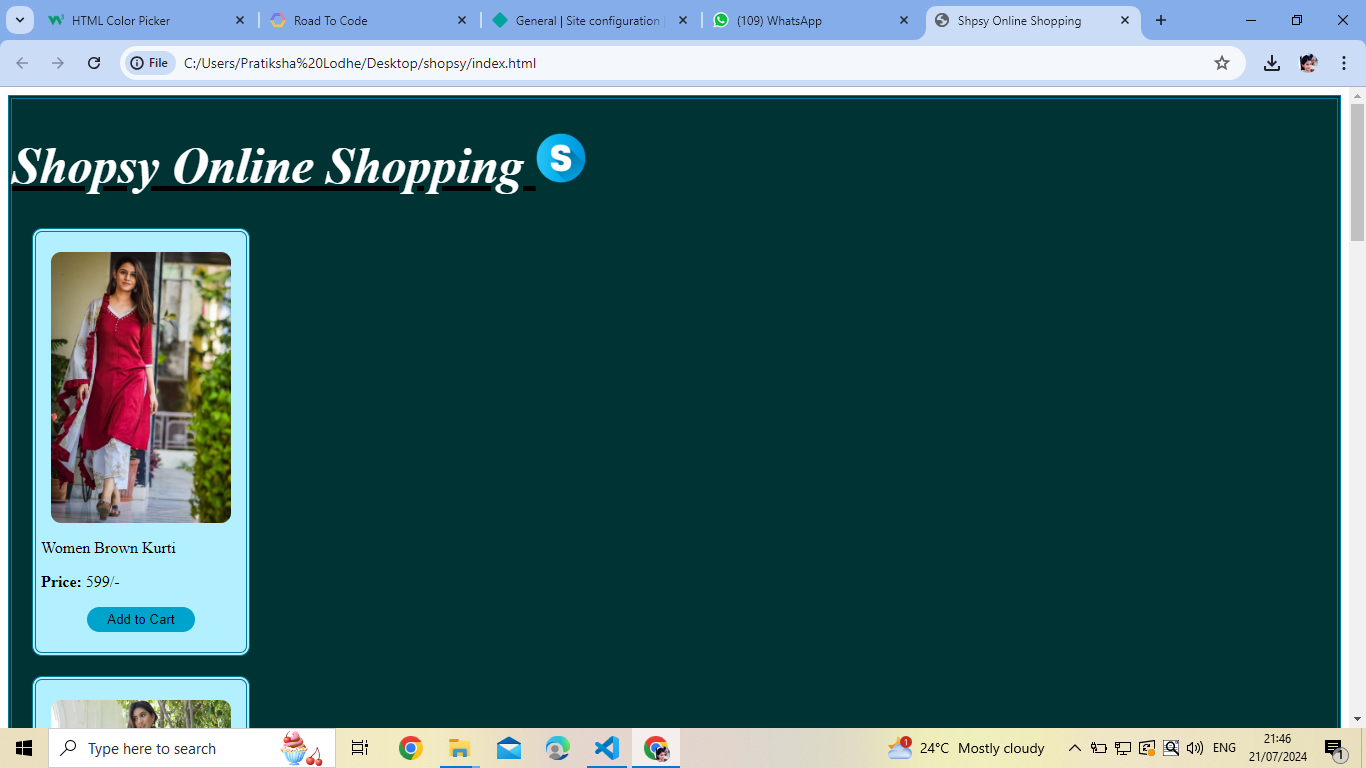 HTML Color Picker
Road To Code
General | Site configuration |
(109) WhatsApp
Shpsy Online Shopping
File
C:/Users/Pratiksha%20Lodhe/Desktop/shopsy/index.html
Shopsy Online Shopping S
Women Brown Kurti
Price: 599/-
Add to Cart
Type here to search
1
24°C Mostly cloudy
ENG
21:46
21/07/2024
1